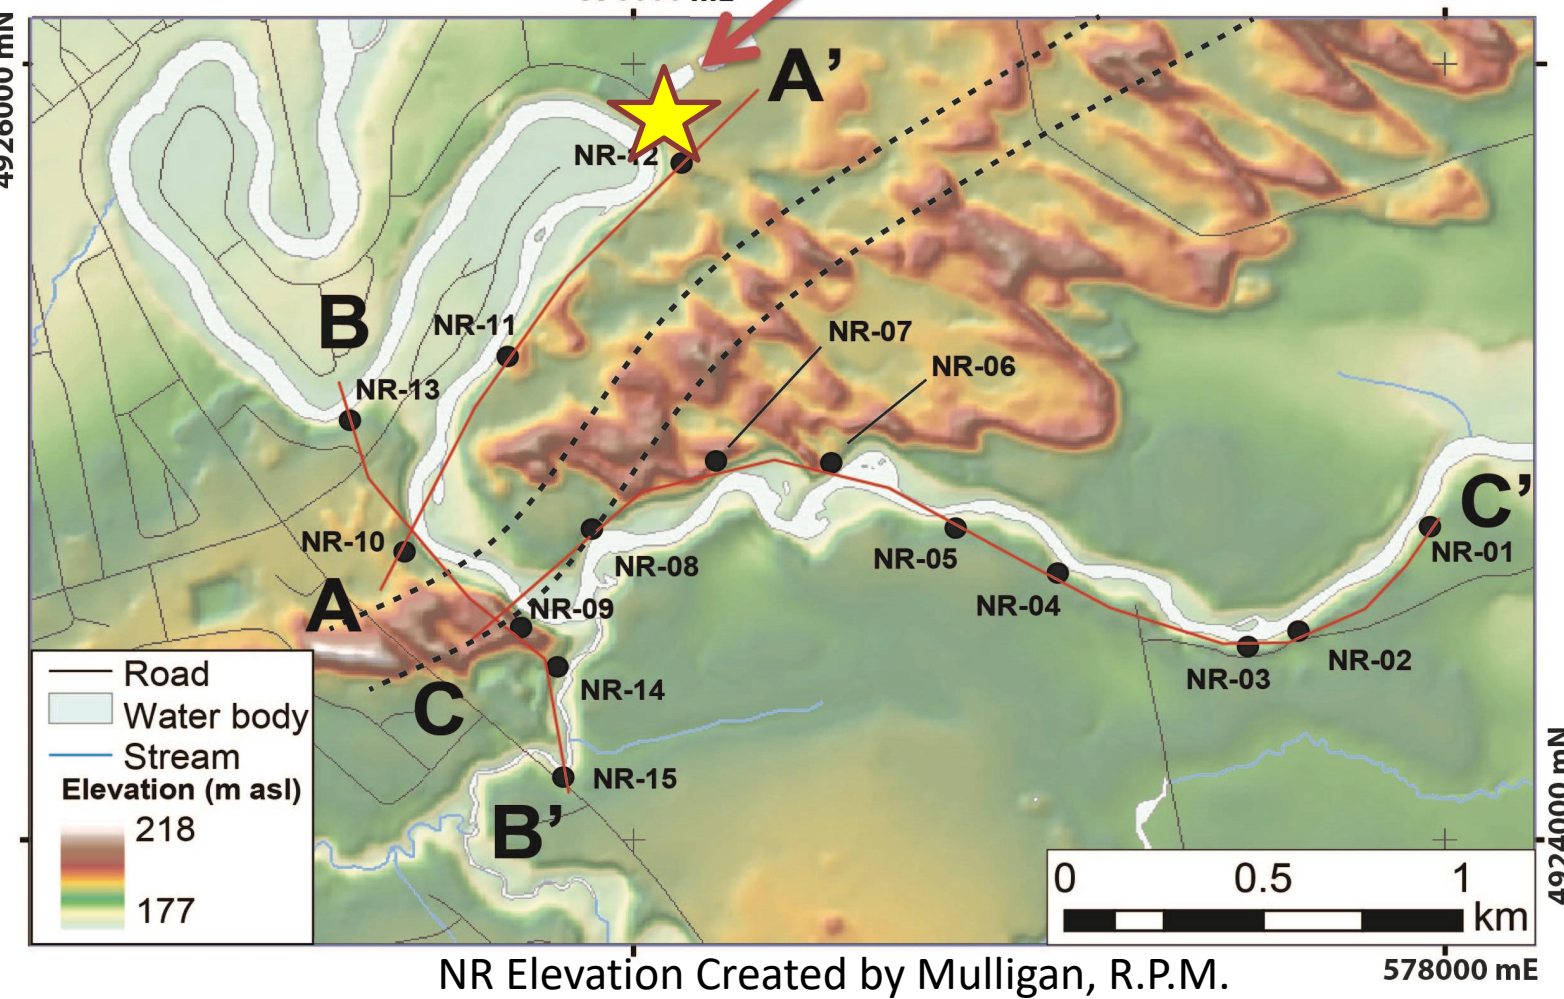 4926000 mN
A’
NR-12
B
NR-11
NR-07
NR-06
NR-13
C’
NR-10
NR-01
NR-05
NR-08
A
NR-09
NR-04
NR-02
NR-03
C
NR-14
Road
Water body
Stream
Elevation (m asl)
218
177
NR-15
B’
4924000 mN
0 0.5 1
km
578000 mE
NR Elevation Created by Mulligan, R.P.M.